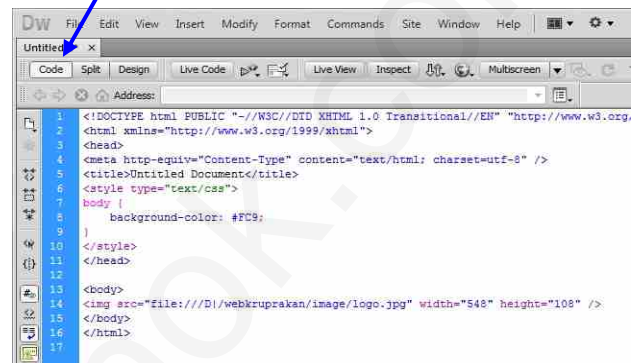 Dw File Edit View Insert Modify Format Commands Site Window Help
Untitled ×
Code Split Design Live Code Live View Inspect Multiscreen
Address:
1 <!DOCTYPE html PUBLIC "-//W3C//DTD XHTML 1.0 Transitional//EN" "http://www.w3.org/
2 <html xmlns="http://www.w3.org/1999/xhtml">
3 <head>
4 <meta http-equiv="Content-Type" content="text/html; charset=utf-8" />
5 <title>Untitled Document</title>
6 <style type="text/css">
7 body {
8 background-color: #FC9;
9 }
10 </style>
11 </head>
12
13 <body>
14 <img src="file:///D|/webkruprakan/image/logo.jpg" width="548" height="108" />
15 </body>
16 </html>
17